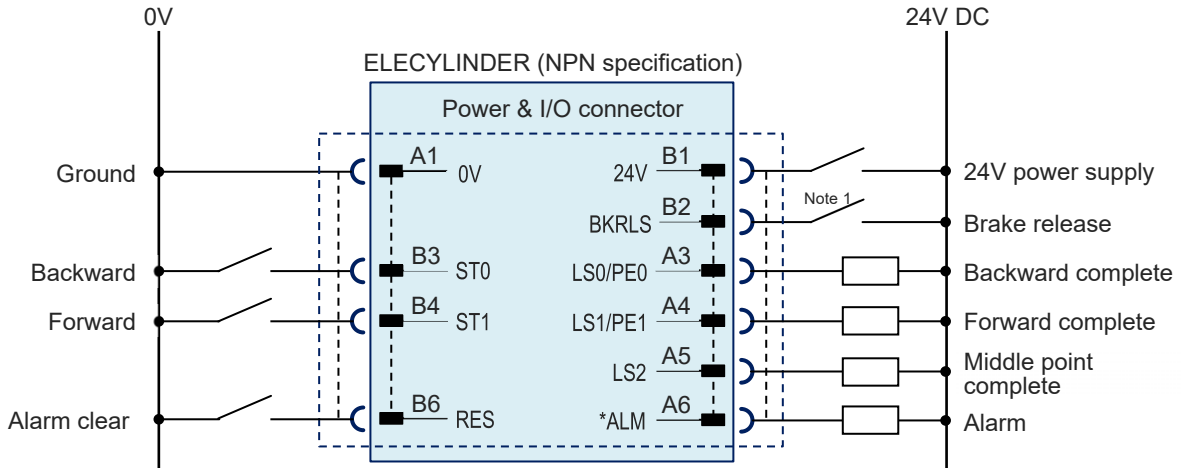 0V
24V DC
ELECYLINDER (NPN specification)
Power & I/O connector
Ground
A1
0V
B1
24V
24V power supply
Note 1
B2
BKRLS
Brake release
Backward
B3
ST0
A3
LS0/PE0
Backward complete
Forward
B4
ST1
A4
LS1/PE1
Forward complete
A5
LS2
Middle point
complete
Alarm clear
B6
RES
A6
*ALM
Alarm